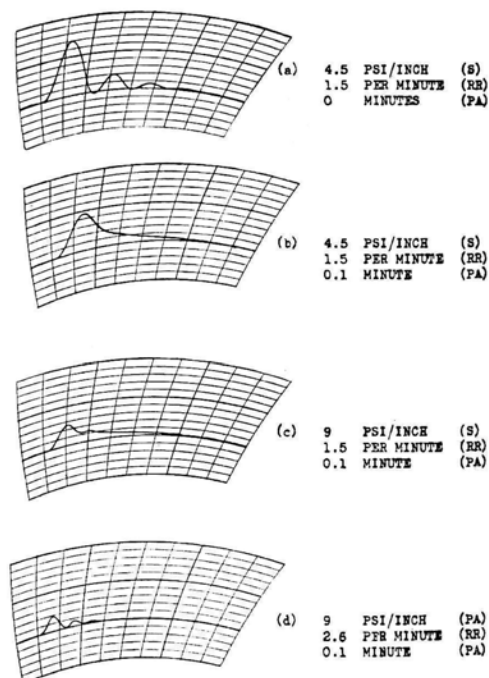 (a) 4.5 PSI/INCH (S)
1.5 PER MINUTE (RR)
0 MINUTES (PA)
(b) 4.5 PSI/INCH (S)
1.5 PER MINUTE (RR)
0.1 MINUTE (PA)
(c) 9 PSI/INCH (S)
1.5 PER MINUTE (RR)
0.1 MINUTE (PA)
(d) 9 PSI/INCH (PA)
2.6 PER MINUTE (RR)
0.1 MINUTE (PA)